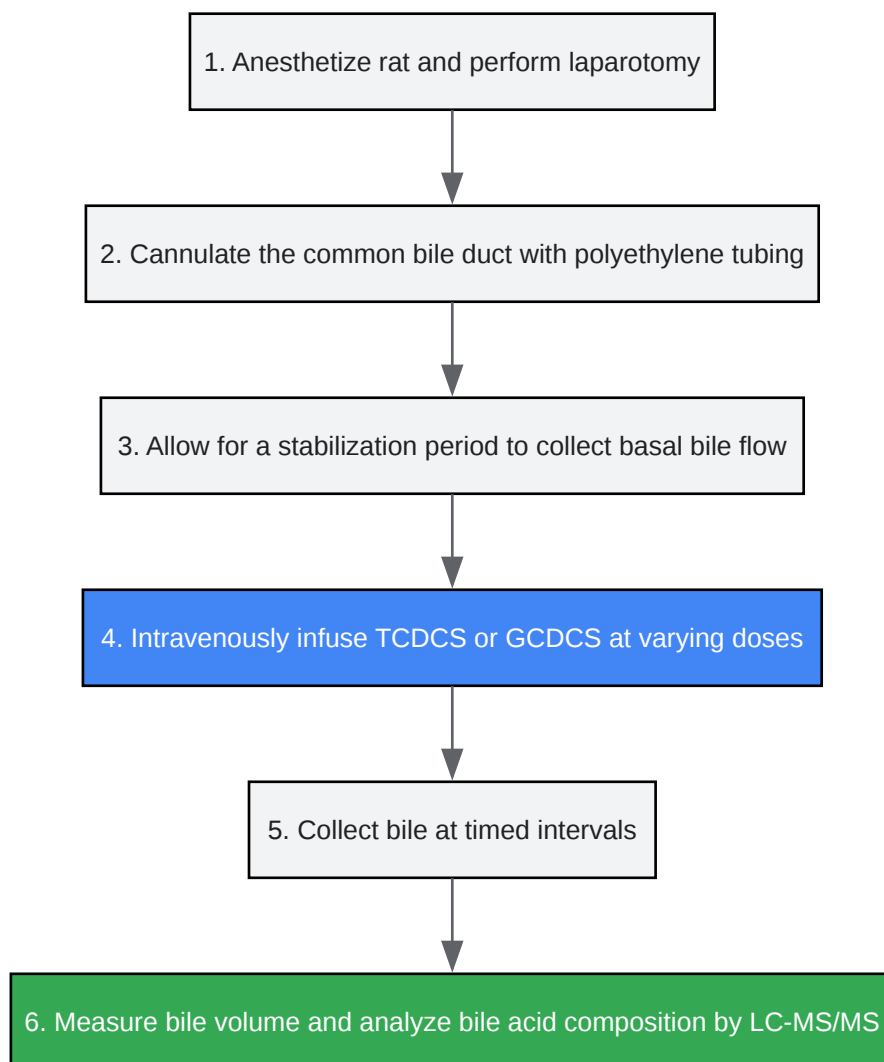 1. Anesthetize rat and perform laparotomy
2. Cannulate the common bile duct with polyethylene tubing
3. Allow for a stabilization period to collect basal bile flow
4. Intravenously infuse TCDCS or GCDCS at varying doses
5. Collect bile at timed intervals
6. Measure bile volume and analyze bile acid composition by LC-MS/MS